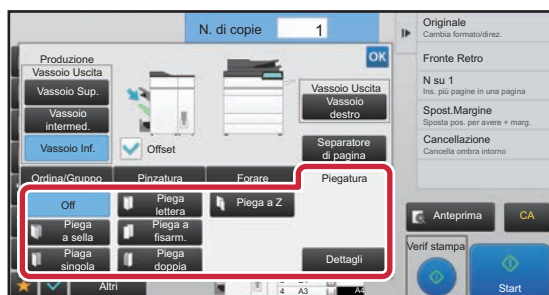 N. di copie 1
OK
Produzione
Vassoio Uscita
Vassoio Sup.
Vassoio
intermed.
Vassoio Inf.
Offset
Vassoio Uscita
Vassoio
destro
Separatore
di pagina
Ordina/Gruppo
Pinzatura
Forare
Piegatura
Off
Piega
lettera
Piega a Z
Piega
a sella
Piega a
fisarm.
Piaga
singola
Piega
doppia
Dettagli
Altri
4 A3
A4
Originale
Cambia formato/direz.
Fronte Retro
N su 1
Ins. più pagine in una pagina
Spost.Margine
Sposta pos. per avere + marg.
Cancellazione
Cancella ombra intorno
Anteprima
CA
Verif stampa
Start